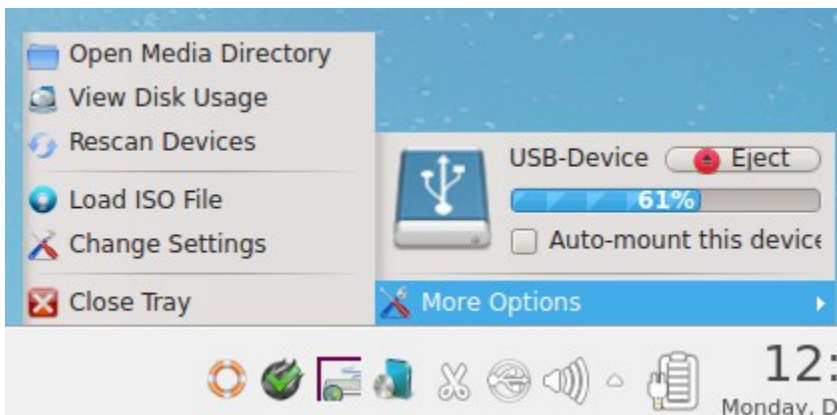 Open Media Directory
View Disk Usage
Rescan Devices
Load ISO File
Change Settings
Close Tray
USB-Device
Eject
61%
Auto-mount this device
More Options
12:
Monday, D